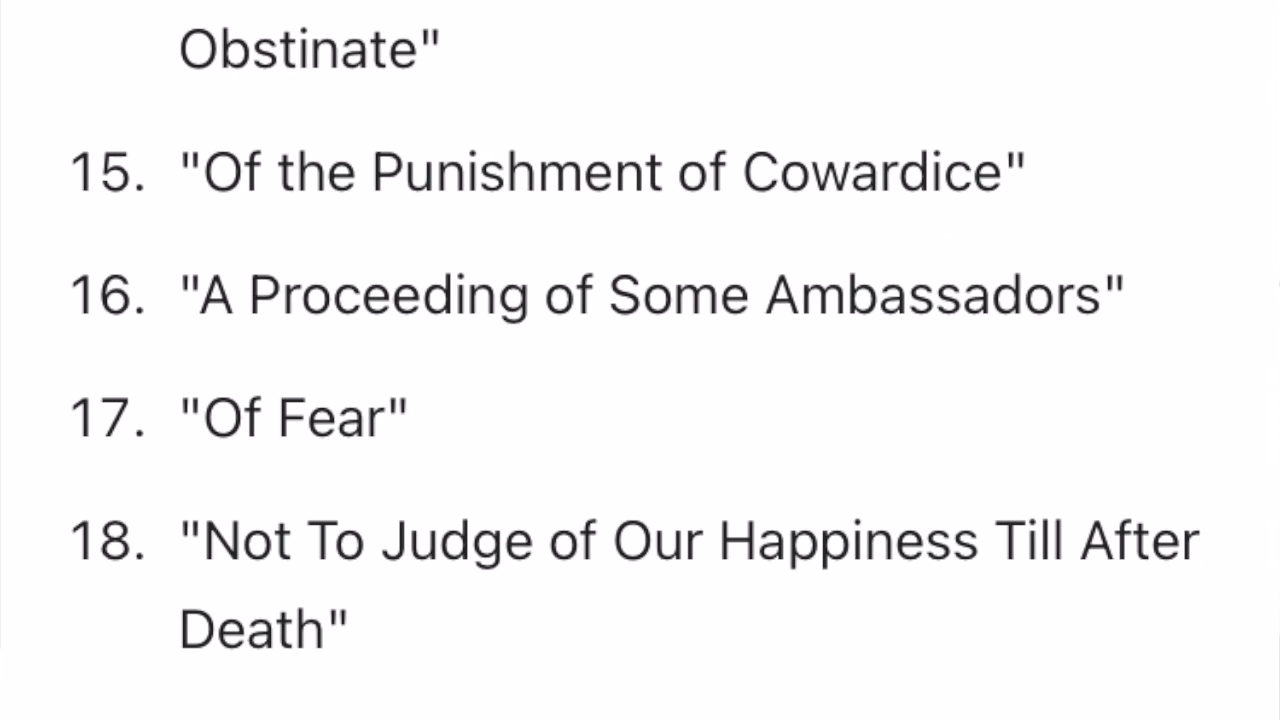 Obstinate"
15. "Of the Punishment of Cowardice"
16. "A Proceeding of Some Ambassadors"
17. "Of Fear"
18. "Not To Judge of Our Happiness Till After
Death"